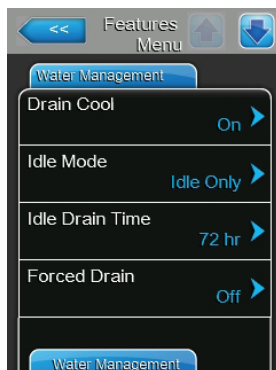 << Features
Menu
Water Management
Drain Cool
On
Idle Mode
Idle Only
Idle Drain Time
72 hr
Forced Drain
Off
Water Management